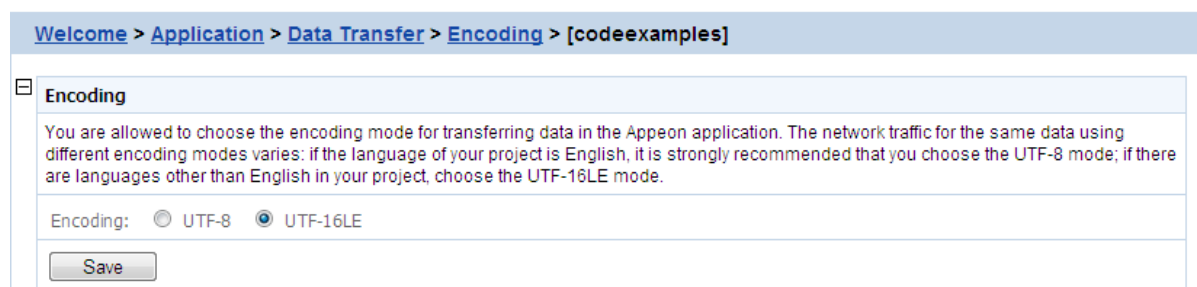 Welcome > Application > Data Transfer > Encoding > [codeexamples]
Encoding
You are allowed to choose the encoding mode for transferring data in the Appeon application. The network traffic for the same data using
different encoding modes varies: if the language of your project is English, it is strongly recommended that you choose the UTF-8 mode; if there
are languages other than English in your project, choose the UTF-16LE mode.
Encoding: UTF-8 UTF-16LE
Save